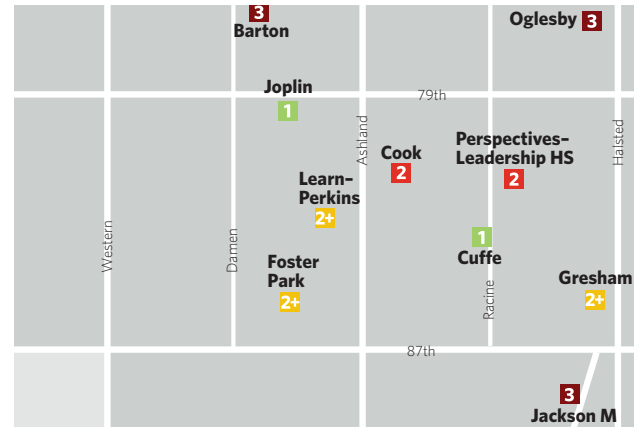 3
Barton
Oglesby 3
Joplin
1
79th
Ashland
Halsted
Cook
2
Perspectives–
Leadership HS
2
Learn–
Perkins
2+
Western
Damen
1
Cuffe
Racine
Foster
Park
2+
Gresham
2+
87th
3
Jackson M